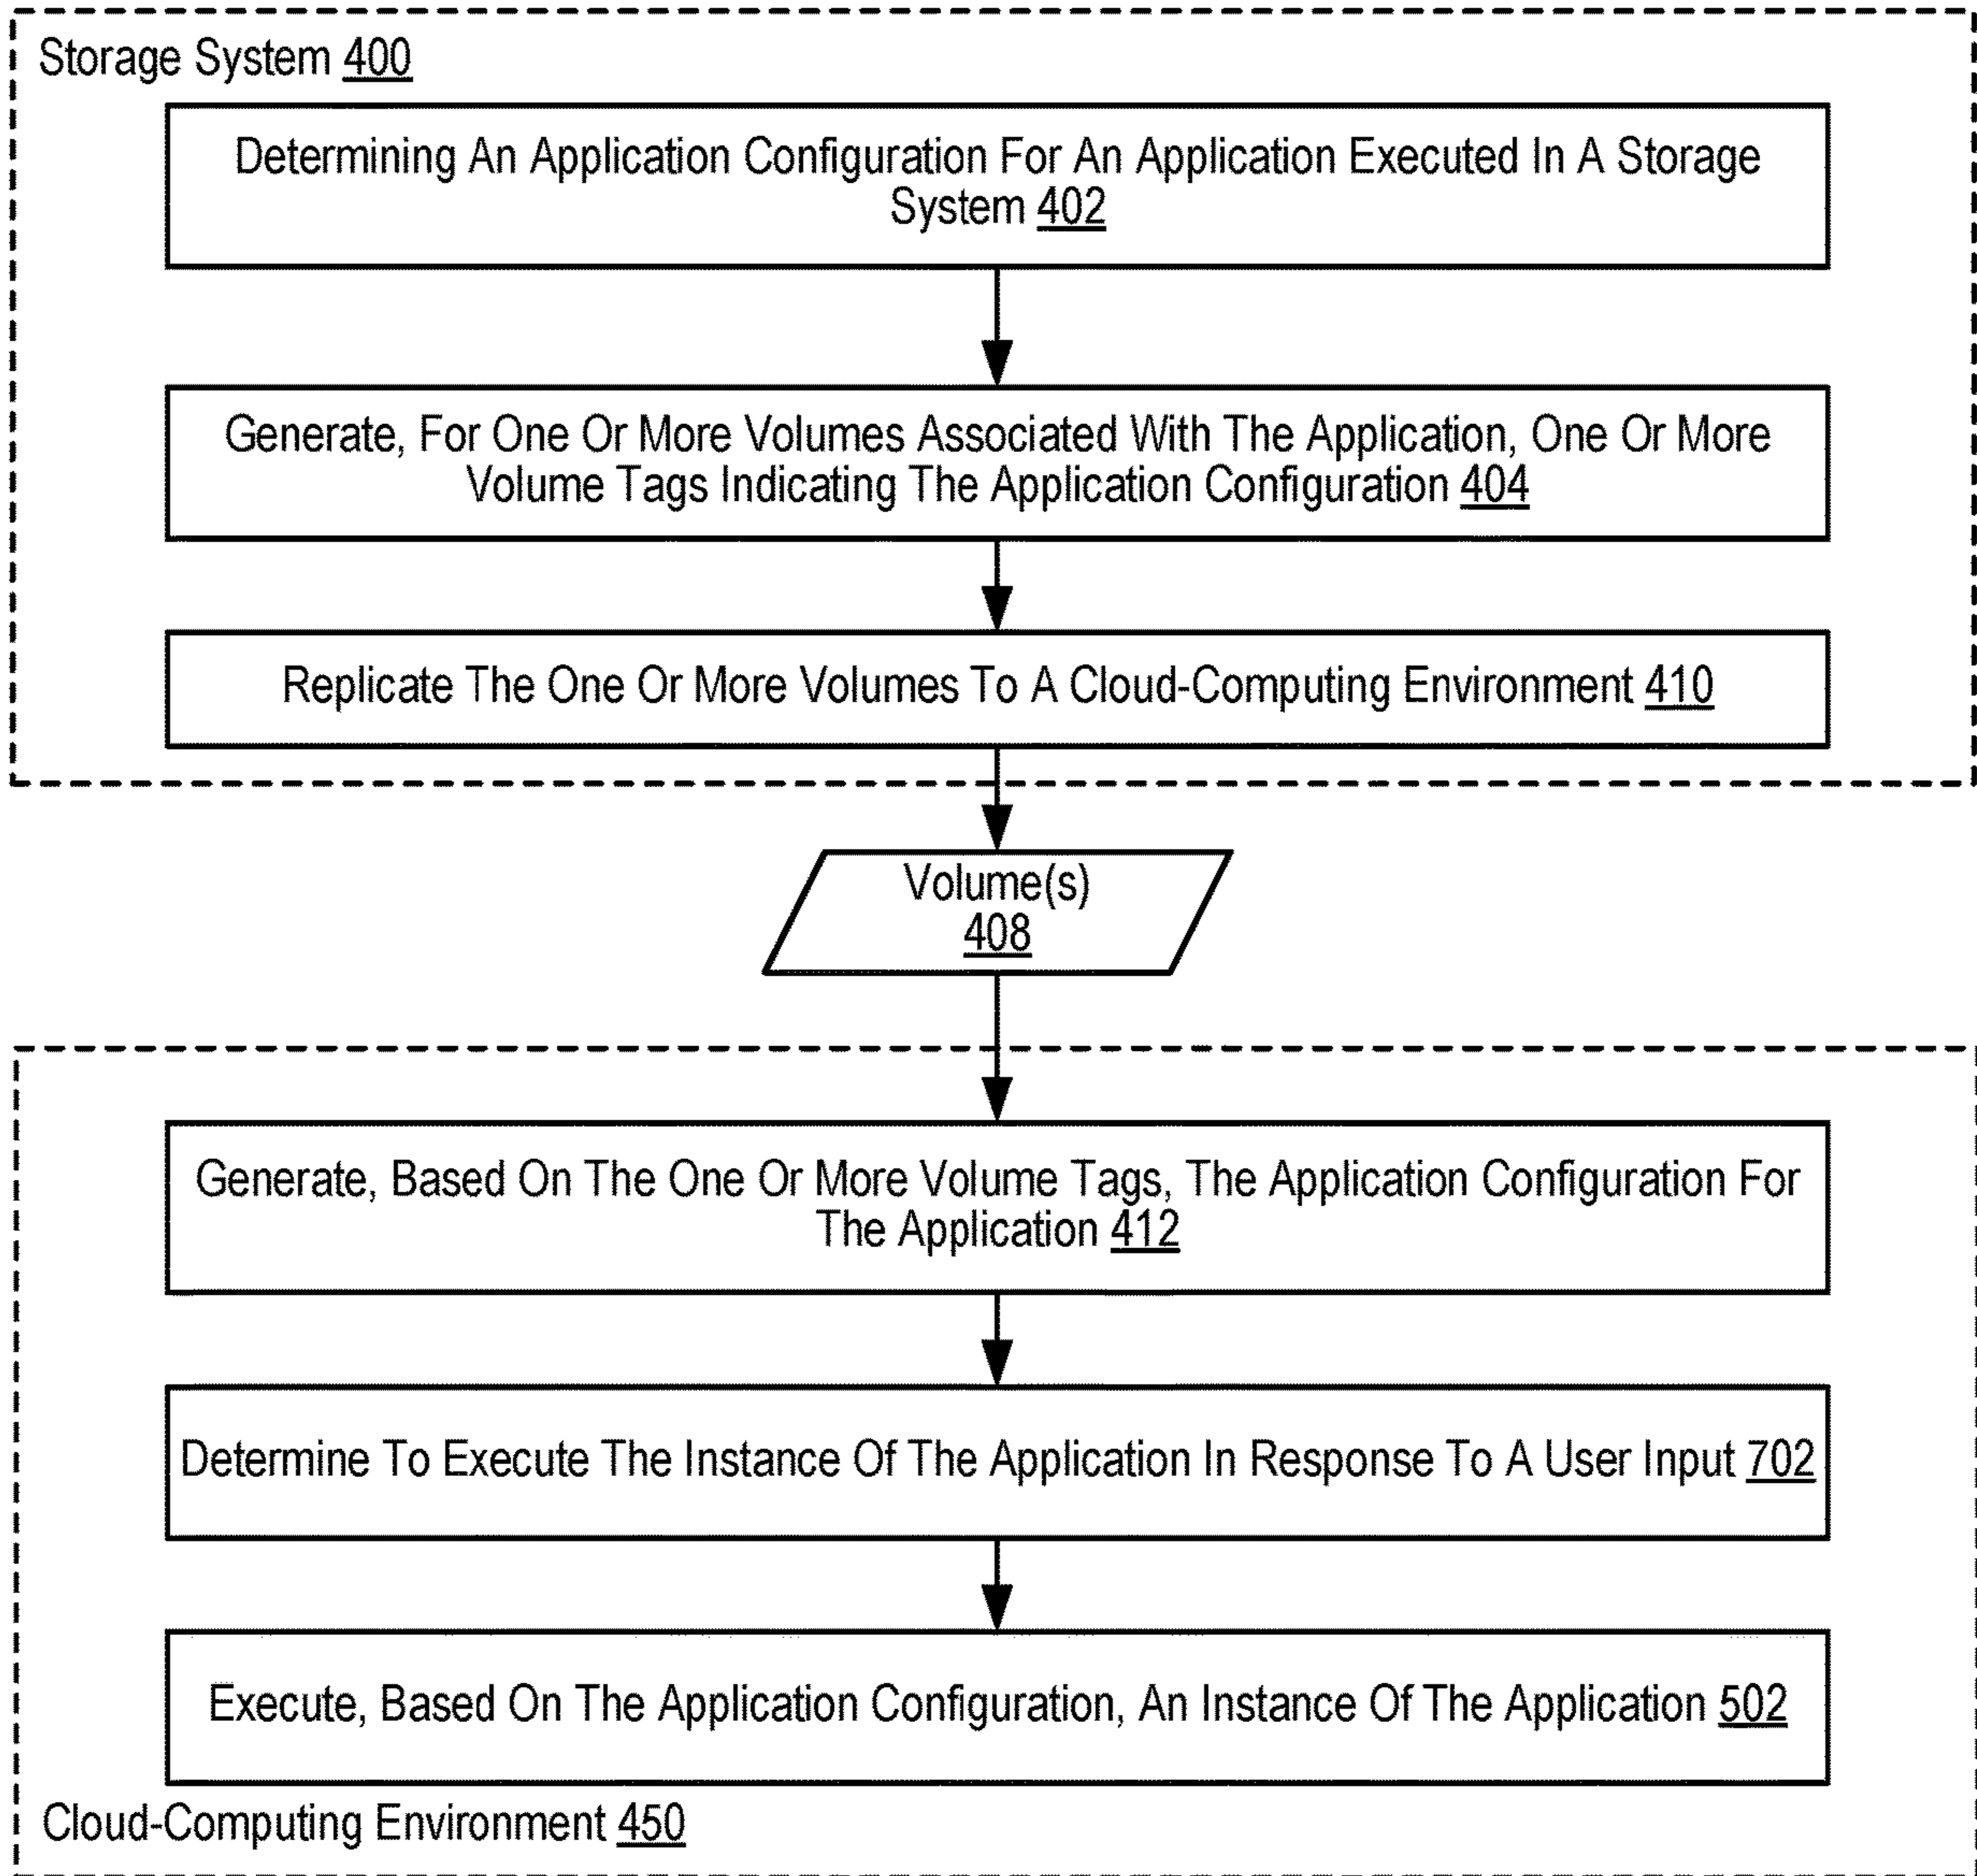 Storage System 400
Determining An Application Configuration For An Application Executed In A Storage
System 402
Generate, For One Or More Volumes Associated With The Application, One Or More
Volume Tags Indicating The Application Configuration 404
Replicate The One Or More Volumes To A Cloud-Computing Environment 410
Volume(s)
408
Generate, Based On The One Or More Volume Tags, The Application Configuration For
The Application 412
Determine To Execute The Instance Of The Application In Response To A User Input 702
Execute, Based On The Application Configuration, An Instance Of The Application 502
Cloud-Computing Environment 450